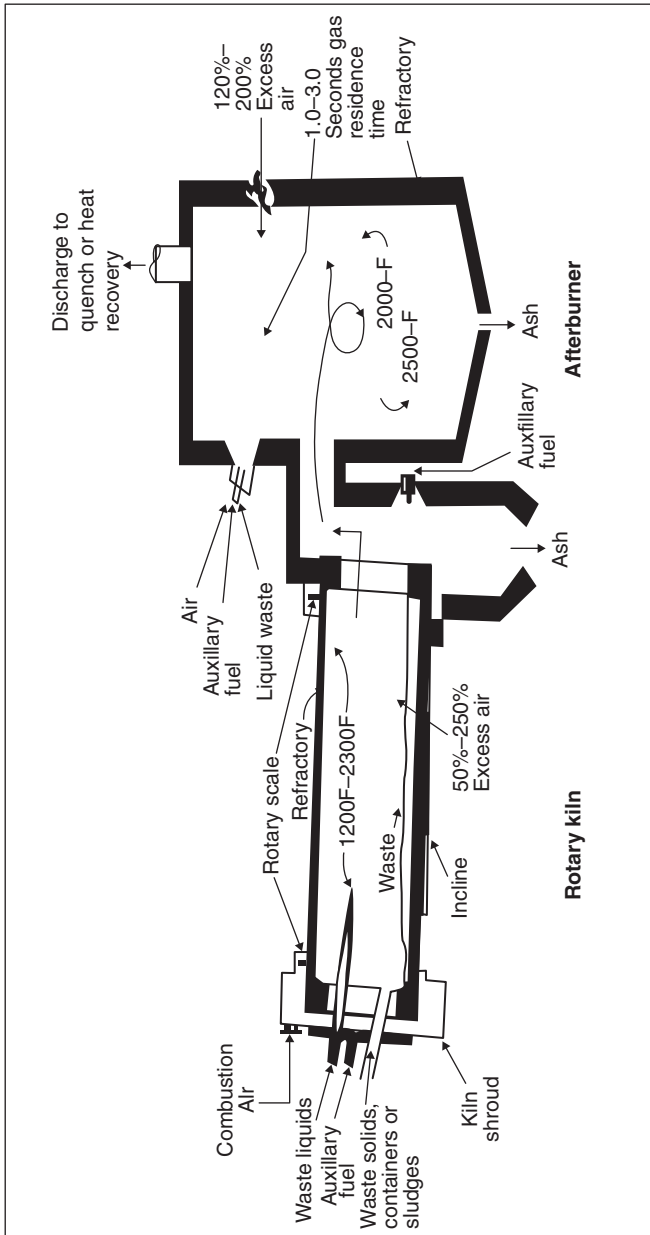 Discharge to
quench or heat
recovery
120%–
200%
Excess
air
1.0–3.0
Seconds gas
residence
time
Refractory
Air
Auxillary
fuel
Liquid waste
2000–F
2500–F
Ash
Afterburner
Auxfillary
fuel
Ash
Rotary scale
Refractory
1200F–2300F
Combustion
AIr
Waste liquids
Auxillary
fuel
Waste solids,
containers or
sludges
Kiln
shroud
Waste
Incline
50%–250%
Excess air
Rotary kiln